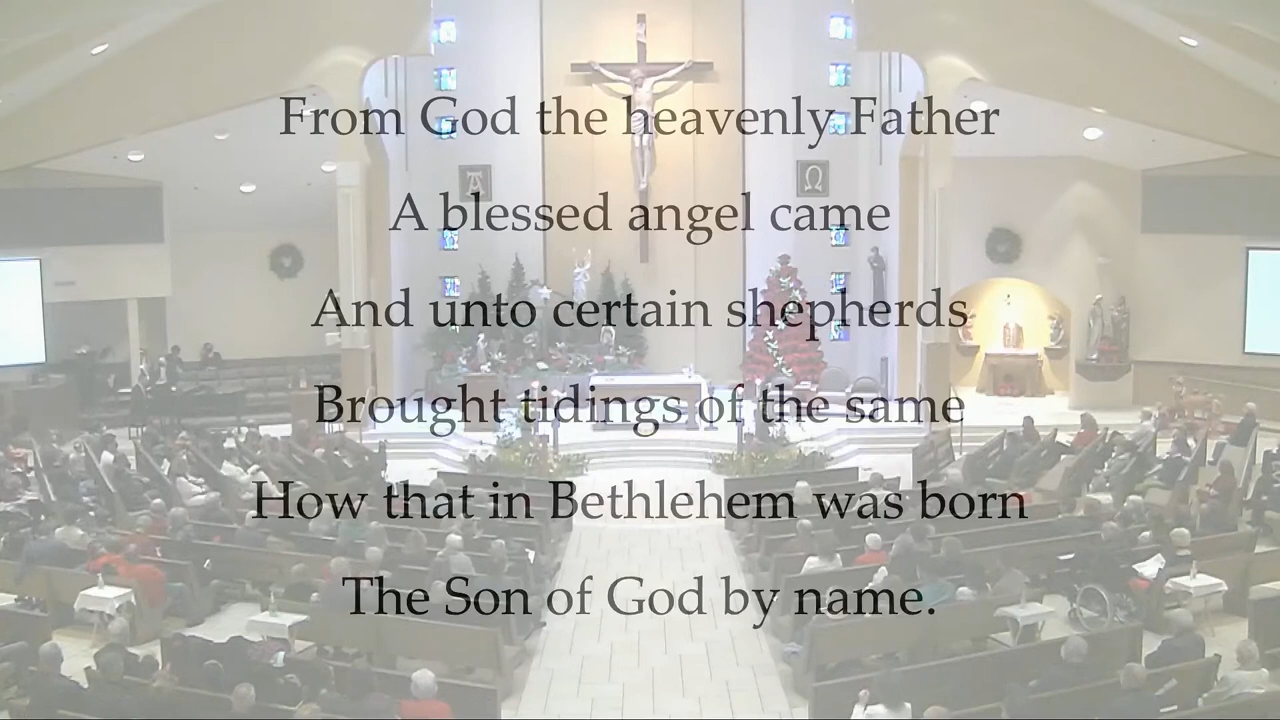 From God the heavenly Father
Α Ω
A blessed angel came
And unto certain shepherds
Brought tidings of the same
How that in Bethlehem was born
The Son of God by name.